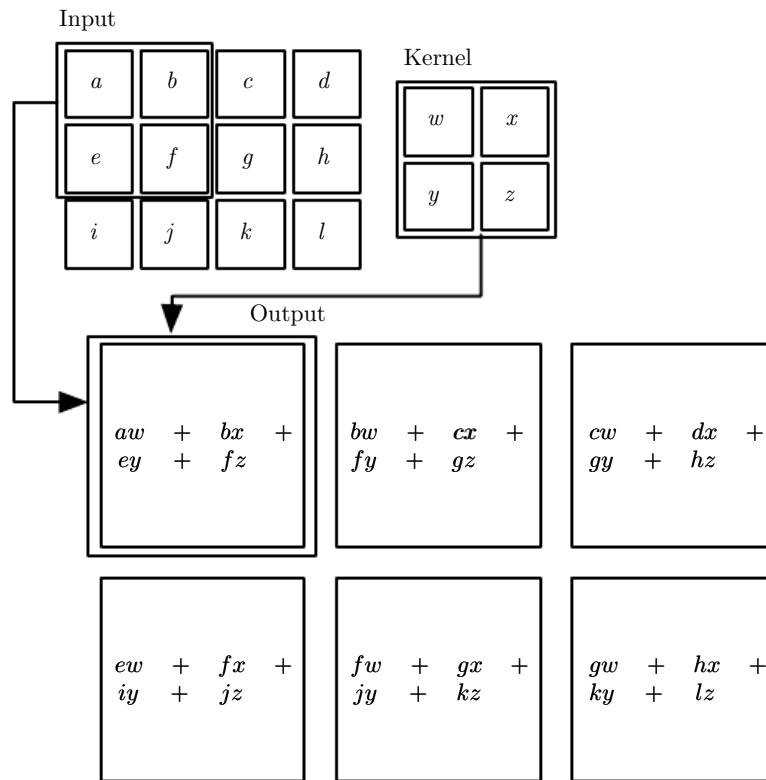 Input
Kernel
a b c d
w x
e f g h
y z
i j k l
Output
aw + bx + bw + cx + cw + dx +
ey + fz fy + gz gy + hz
ew + fx + fw + gx + gw + hx +
iy + jz jy + kz ky + lz